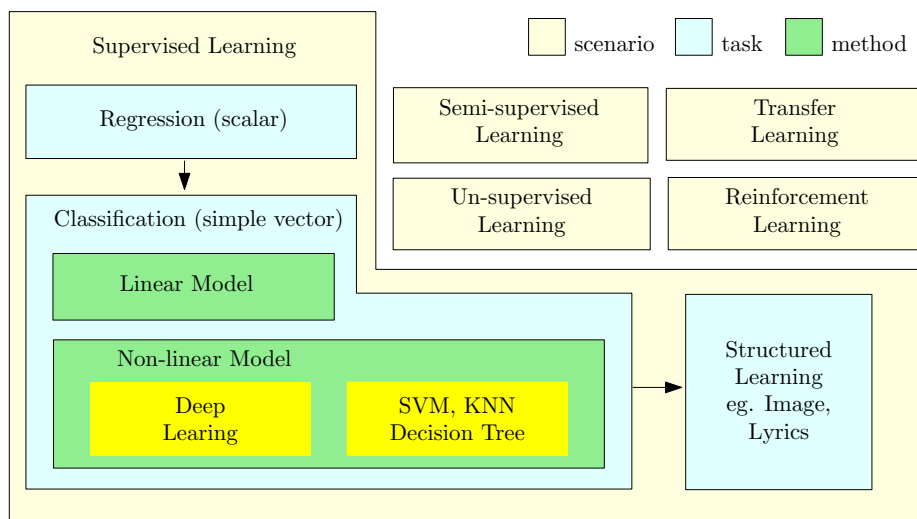 Supervised Learning
scenario
task
method
Regression (scalar)
Semi-supervised
Learning
Transfer
Learning
Un-supervised
Learning
Reinforcement
Learning
Classification (simple vector)
Linear Model
Non-linear Model
Deep
Learing
SVM, KNN
Decision Tree
Structured
Learning
eg. Image,
Lyrics